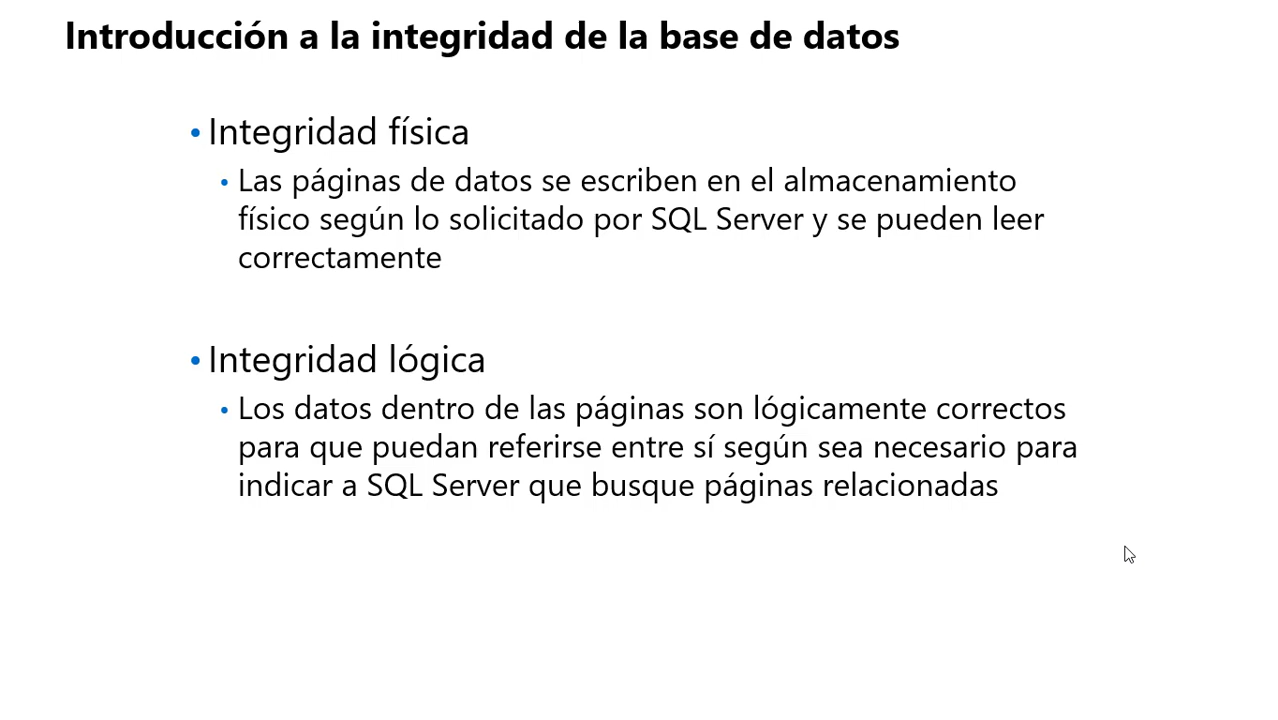 Introducción a la integridad de la base de datos
• Integridad física
• Las páginas de datos se escriben en el almacenamiento
físico según lo solicitado por SQL Server y se pueden leer
correctamente
• Integridad lógica
• Los datos dentro de las páginas son lógicamente correctos
para que puedan referirse entre sí según sea necesario para
indicar a SQL Server que busque páginas relacionadas